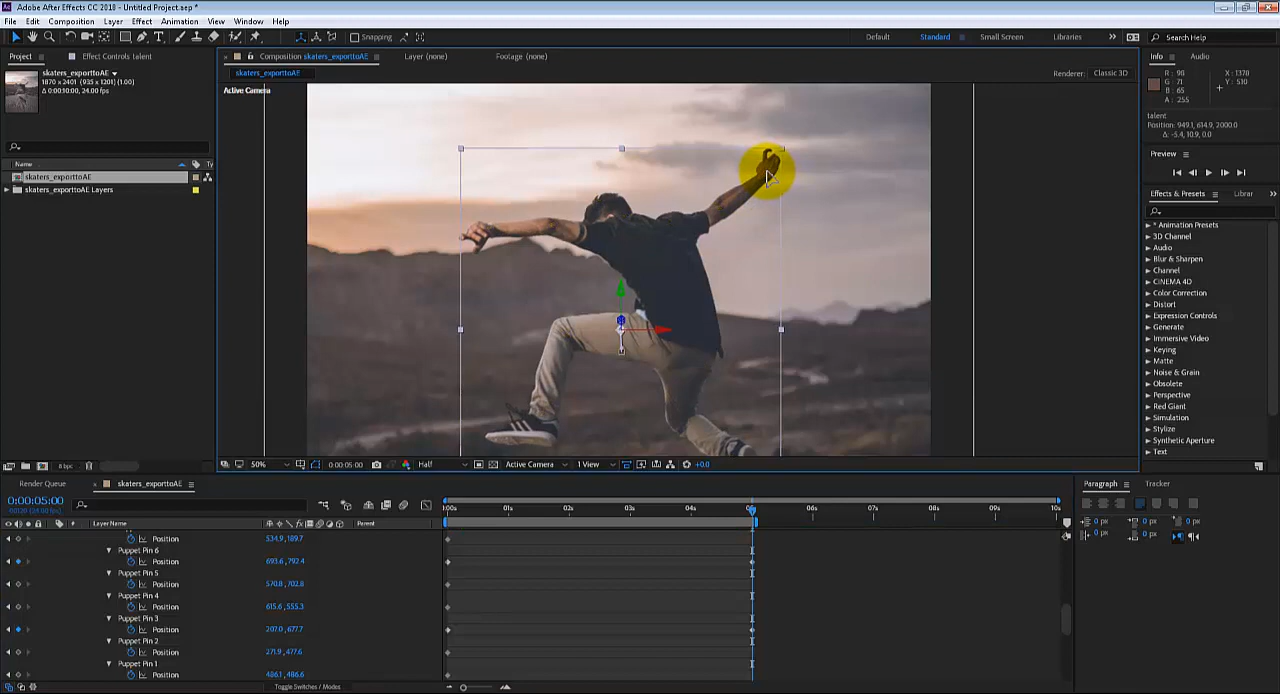 Adobe After Effects CC 2018 - Untitled Project.aep *
File Edit Composition Layer Effect Animation View Window Help
Snapping
Default Standard Small Screen Libraries
Search Help
Project
Effect Controls talent
Composition skaters_exporttoAE
Layer (none)
Footage (none)
Info
Audio
skaters_exporttoAE
1870 x 2401 (935 x 1201) (1.00)
Δ 0:00:10:00, 24.00 fps
skaters_exporttoAE
Renderer: Classic 3D
Active Camera
R : 90
G : 71
B : 65
A : 255
X : 1370
Y : 530
talent
Position: 949.1, 614.9, 2000.0
Δ: -5.4, 10.9, 0.0
Preview
Name
Ty
skaters_exporttoAE
skaters_exporttoAE Layers
Effects & Presets
Librar
* Animation Presets
3D Channel
Audio
Blur & Sharpen
Channel
CINEMA 4D
Color Correction
Distort
Expression Controls
Generate
Immersive Video
Keying
Matte
Noise & Grain
Obsolete
Perspective
Red Giant
Simulation
Stylize
Synthetic Aperture
Text
8 bpc
50%
0:00:05:00
Half
Active Camera
1 View
+0.0
Render Queue
skaters_exporttoAE
0:00:05:00
Layer Name
Parent
:00s 01s 02s 03s 04s 06s 07s 08s 09s 10s
Position 534.9, 189.7
Puppet Pin 6
Position 693.6, 792.4
Puppet Pin 5
Position 570.8, 702.8
Puppet Pin 4
Position 615.6, 555.3
Puppet Pin 3
Position 207.0, 677.7
Puppet Pin 2
Position 271.9, 477.6
Puppet Pin 1
Position 486.1, 486.6
Toggle Switches / Modes
Paragraph
Tracker
0 px 0 px 0 px
0 px 0 px